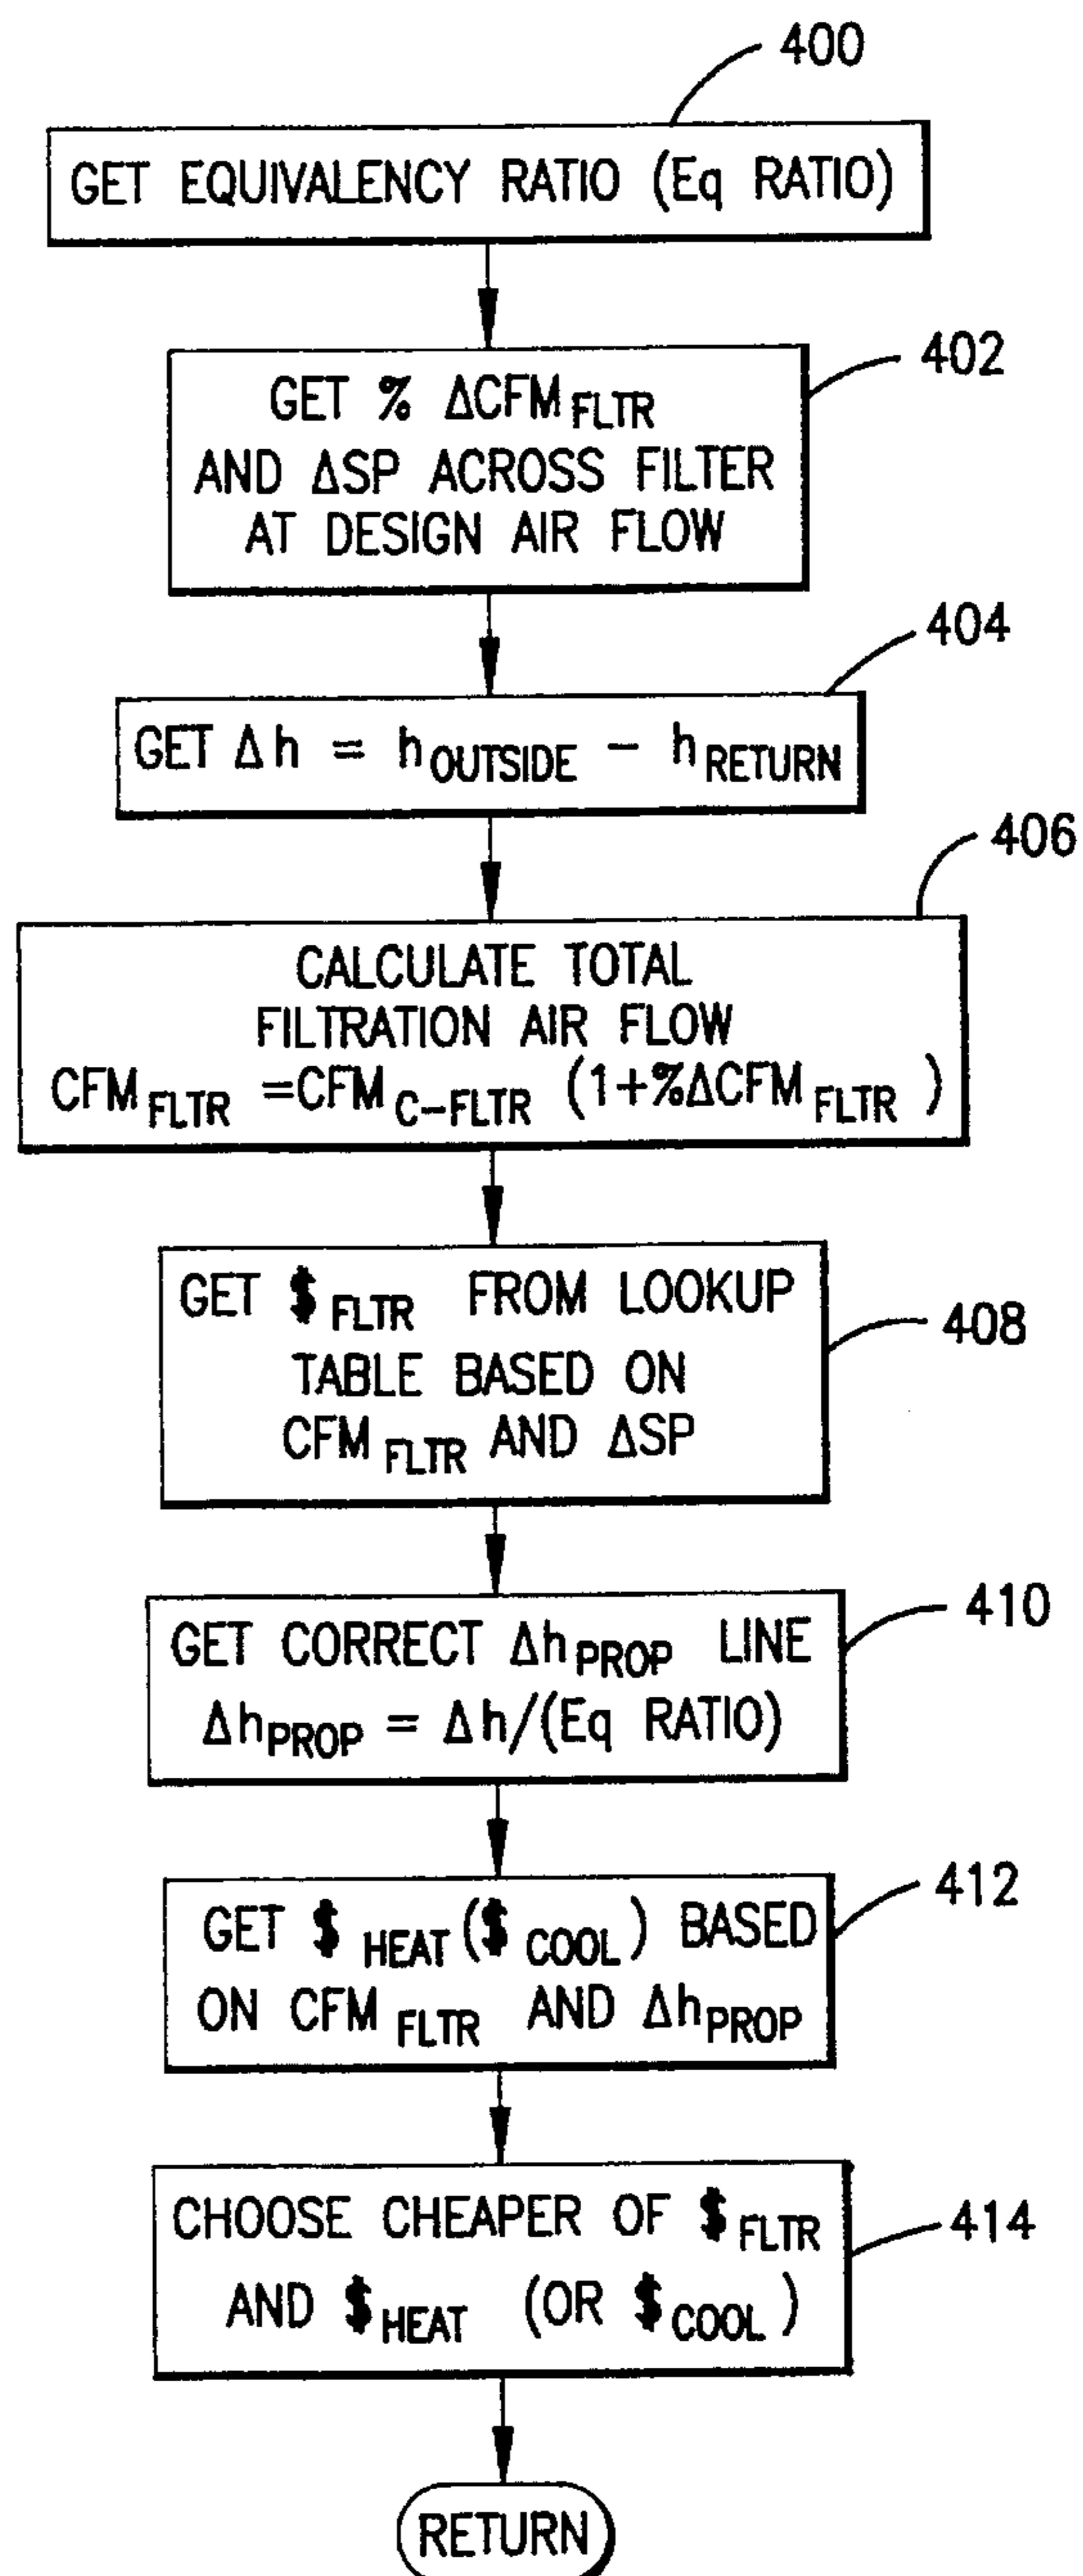 400
GET EQUIVALENCY RATIO (Eq RATIO)
402
GET % ΔCFM FLTR
AND ΔSP ACROSS FILTER
AT DESIGN AIR FLOW
404
GET Δh = h OUTSIDE − h RETURN
406
CALCULATE TOTAL
FILTRATION AIR FLOW
CFM FLTR =CFM C−FLTR (1+%ΔCFM FLTR )
408
GET $ FLTR FROM LOOKUP
TABLE BASED ON
CFM FLTR AND ΔSP
410
GET CORRECT Δh PROP LINE
Δh PROP = Δh/(Eq RATIO)
412
GET $ HEAT ($ COOL ) BASED
ON CFM FLTR AND Δh PROP
414
CHOOSE CHEAPER OF $ FLTR
AND $ HEAT (OR $ COOL )
RETURN